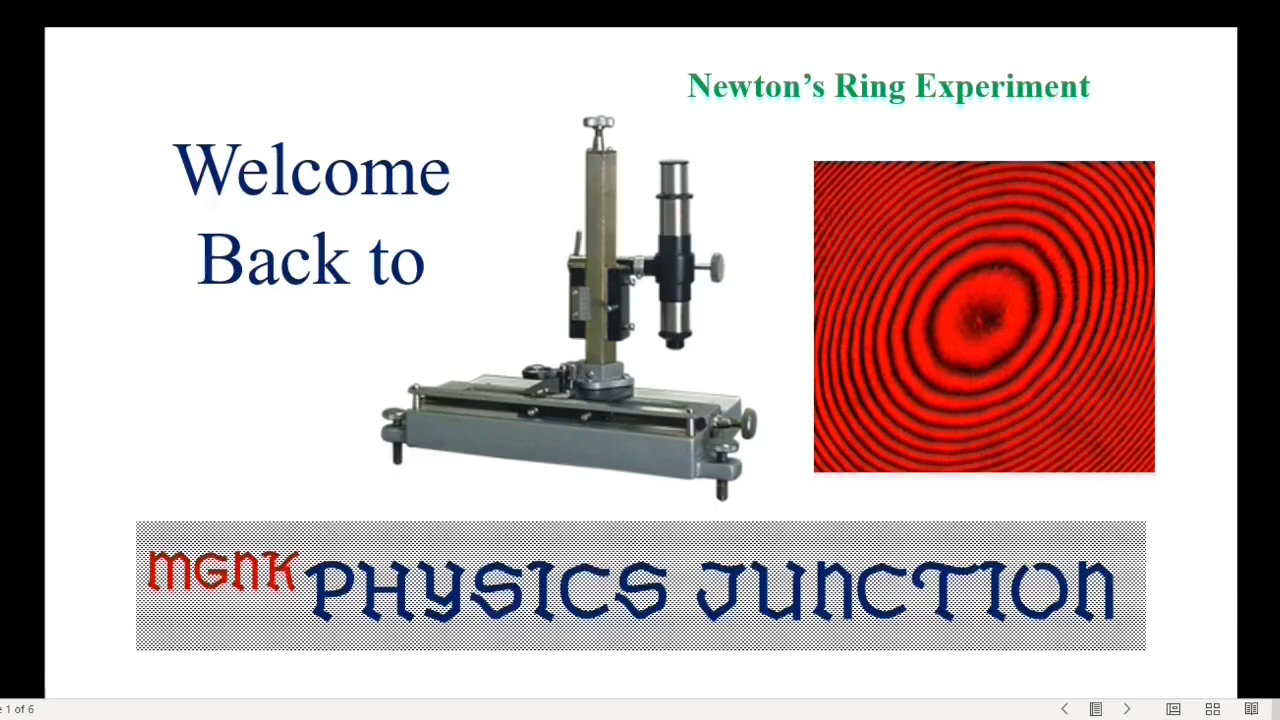 Newton’s Ring Experiment
Welcome
Back to
MGNK PHYSICS JUNCTION
1 of 6